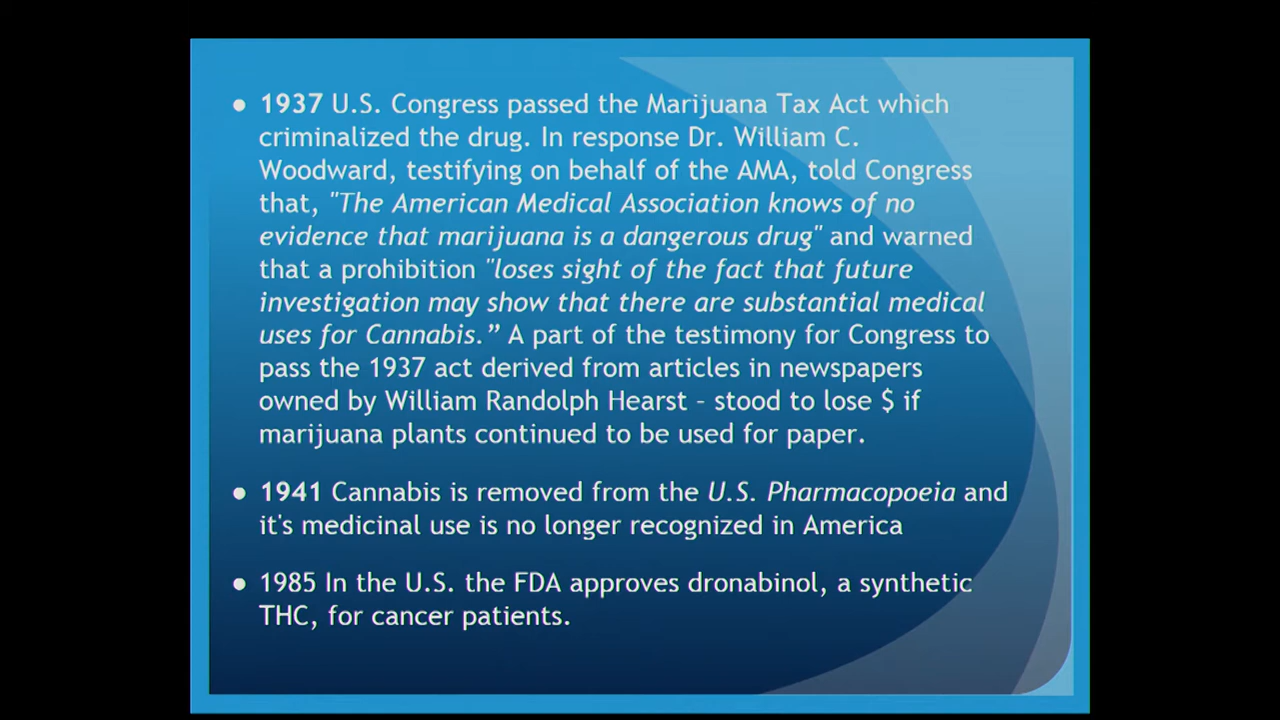 ● 1937 U.S. Congress passed the Marijuana Tax Act which
criminalized the drug. In response Dr. William C.
Woodward, testifying on behalf of the AMA, told Congress
that, "The American Medical Association knows of no
evidence that marijuana is a dangerous drug" and warned
that a prohibition "loses sight of the fact that future
investigation may show that there are substantial medical
uses for Cannabis.” A part of the testimony for Congress to
pass the 1937 act derived from articles in newspapers
owned by William Randolph Hearst – stood to lose $ if
marijuana plants continued to be used for paper.
● 1941 Cannabis is removed from the U.S. Pharmacopoeia and
it's medicinal use is no longer recognized in America
● 1985 In the U.S. the FDA approves dronabinol, a synthetic
THC, for cancer patients.